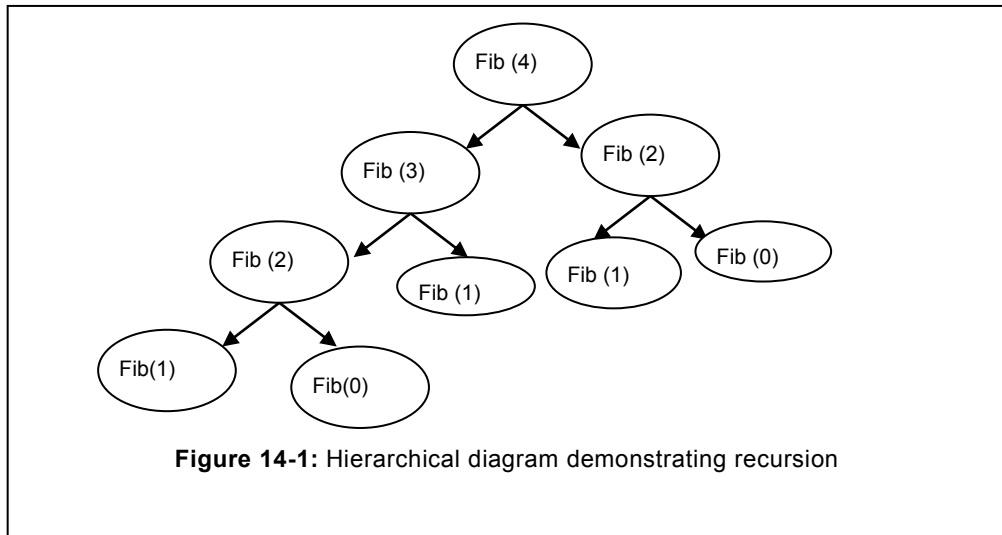 Fib (4)
Fib (3)
Fib (2)
Fib (2)
Fib (1)
Fib (1)
Fib (0)
Fib(1)
Fib(0)
Figure 14-1: Hierarchical diagram demonstrating recursion